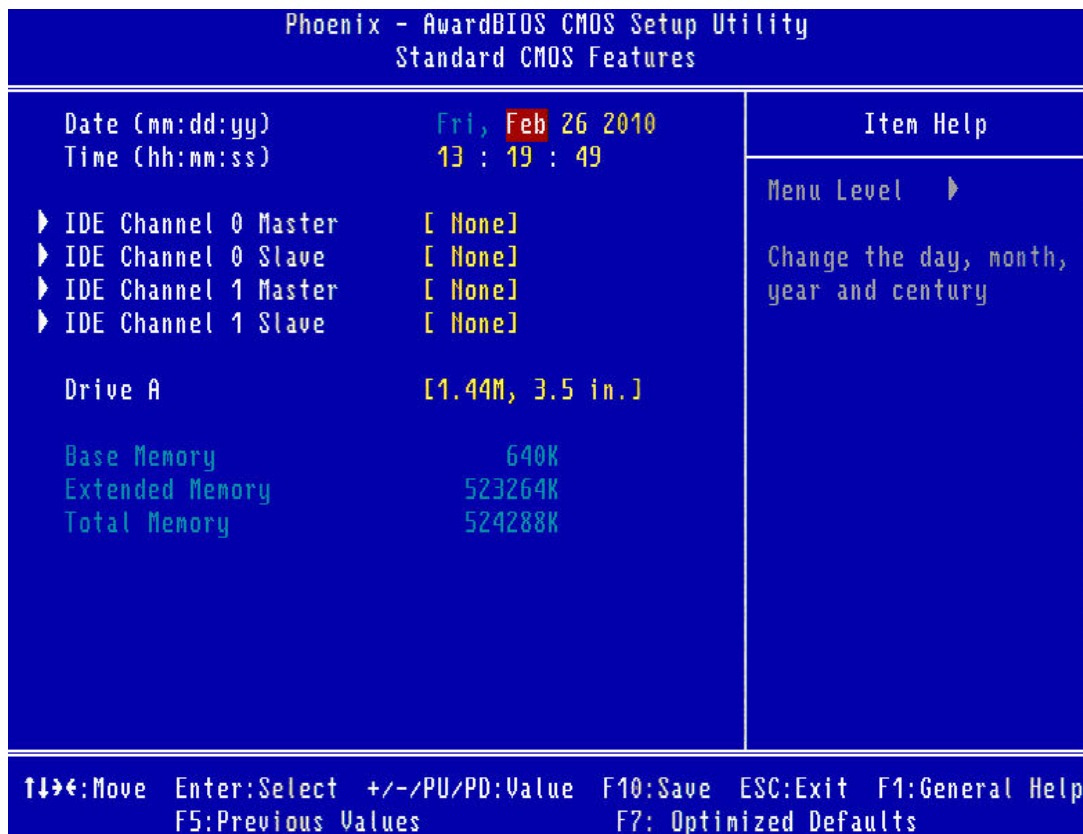 Phoenix - AwardBIOS CMOS Setup Utility
Standard CMOS Features
Date (mm:dd:yy) Fri, Feb 26 2010
Time (hh:mm:ss) 13 : 19 : 49
IDE Channel 0 Master [ None]
IDE Channel 0 Slave [ None]
IDE Channel 1 Master [ None]
IDE Channel 1 Slave [ None]
Drive A [1.44M, 3.5 in.]
Base Memory 640K
Extended Memory 523264K
Total Memory 524288K
Item Help
Menu Level
Change the day, month,
year and century
↑↓→←:Move Enter:Select +/-/PU/PD:Value F10:Save ESC:Exit F1:General Help
F5:Previous Values F7: Optimized Defaults